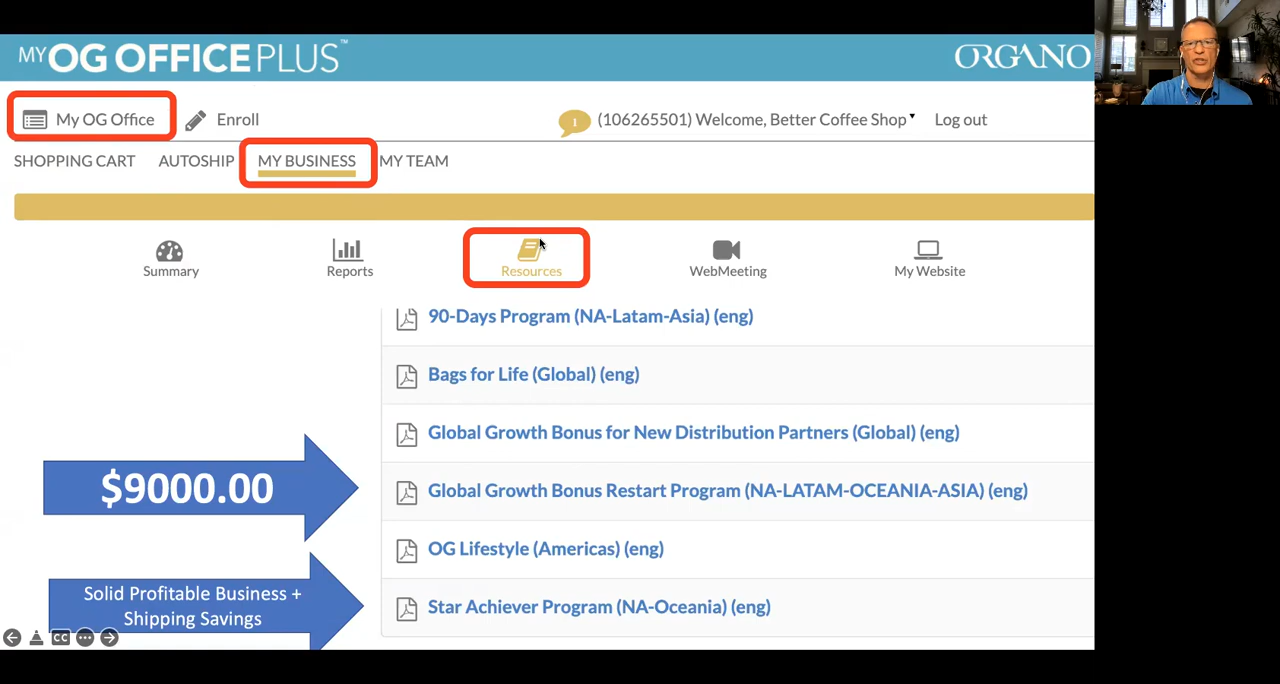 MY OG OFFICE PLUS™
ORGANO
My OG Office
Enroll
1
(106265501) Welcome, Better Coffee Shop
Log out
SHOPPING CART
AUTOSHIP
MY BUSINESS
MY TEAM
Summary
Reports
Resources
WebMeeting
My Website
90-Days Program (NA-Latam-Asia) (eng)
Bags for Life (Global) (eng)
Global Growth Bonus for New Distribution Partners (Global) (eng)
$9000.00
Global Growth Bonus Restart Program (NA-LATAM-OCEANIA-ASIA) (eng)
OG Lifestyle (Americas) (eng)
Solid Profitable Business +
Shipping Savings
Star Achiever Program (NA-Oceania) (eng)
CC